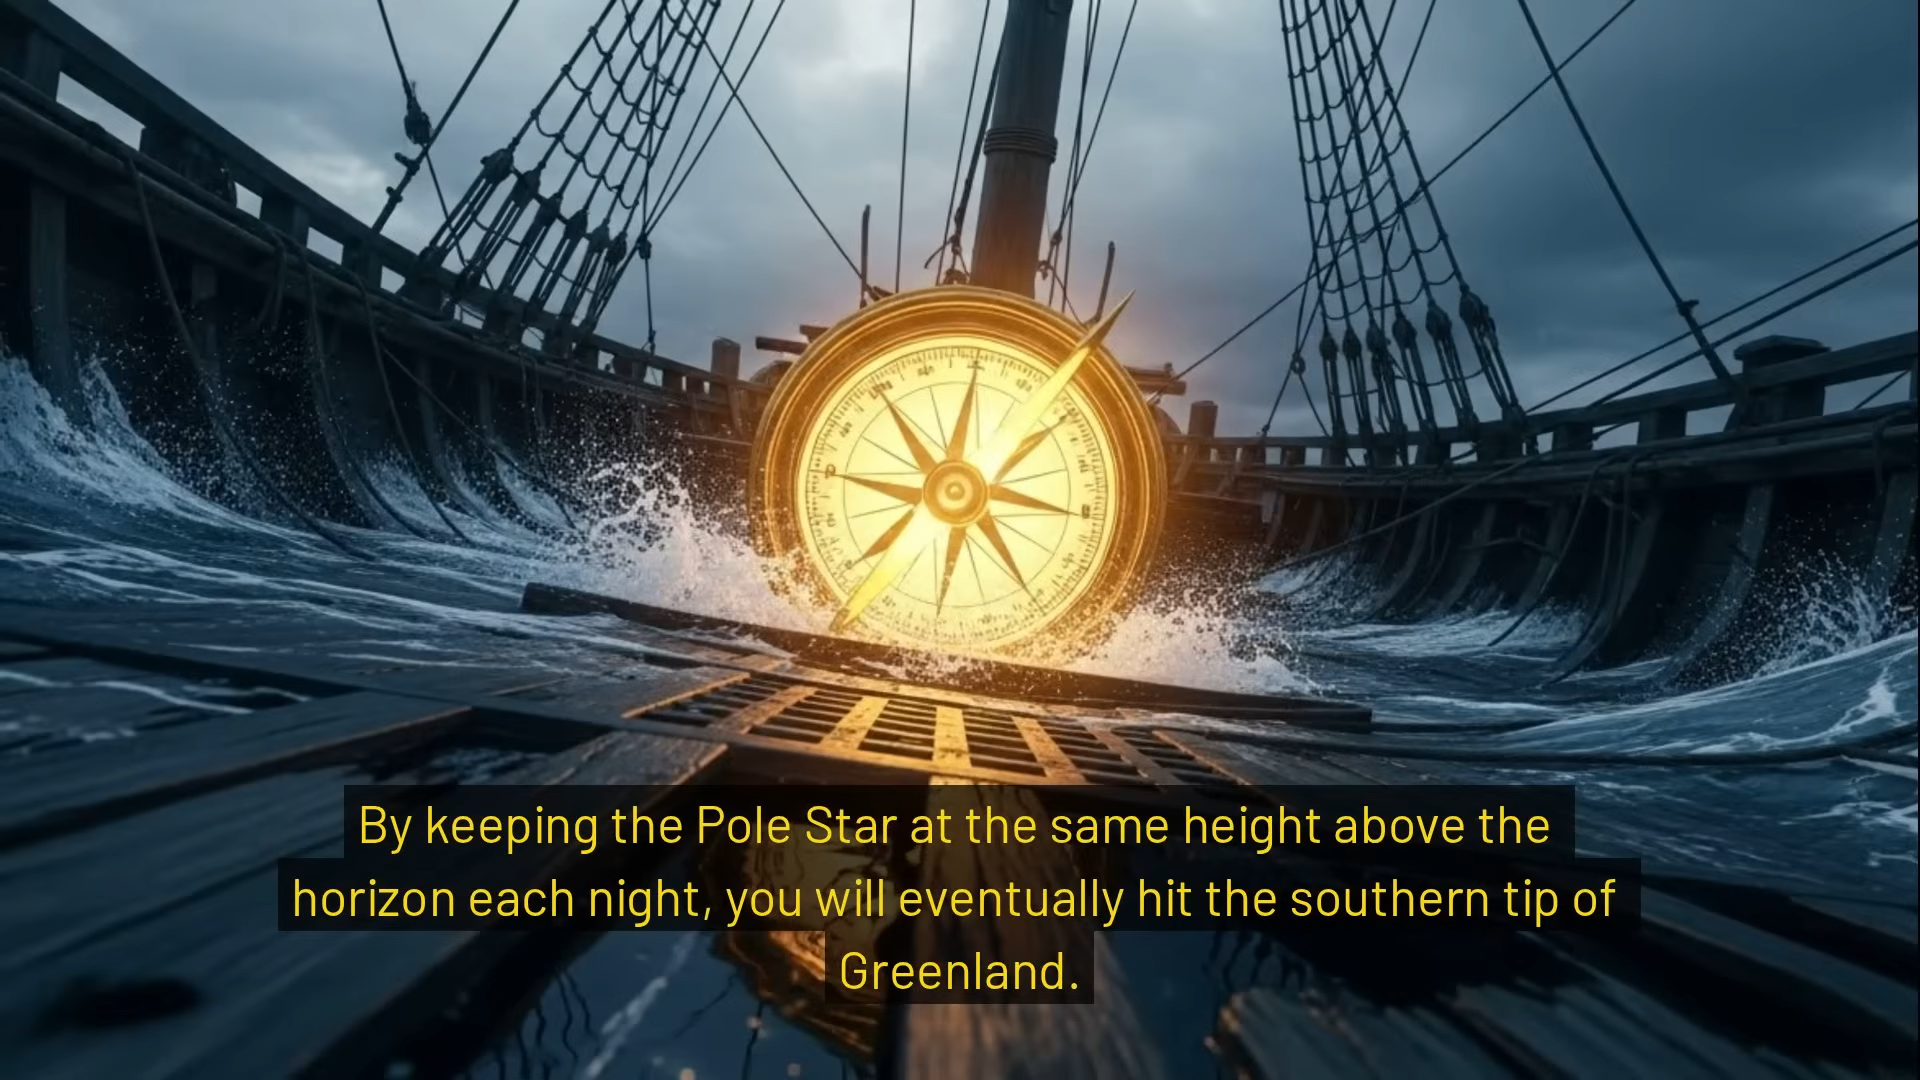 By keeping the Pole Star at the same height above the
horizon each night, you will eventually hit the southern tip of
Greenland.